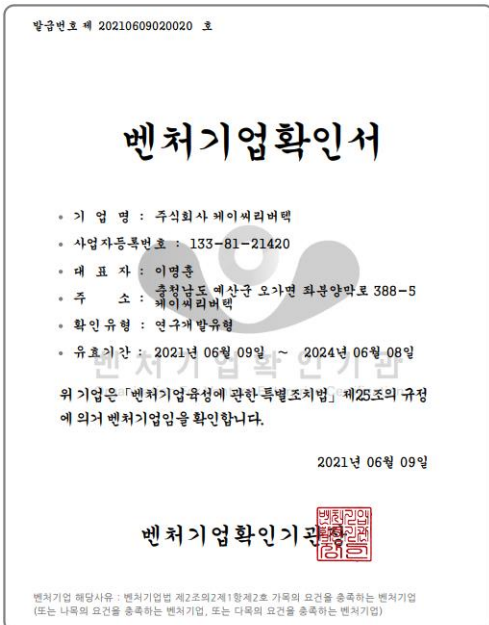 발급번호 제 20210609020020 호
벤처기업확인서
• 기 업 명 : 주식회사 케이씨리버텍
• 사업자등록번호 : 133-81-21420
• 대 표 자 : 이명훈
• 주 소 : 충청남도 예산군 오가면 좌분양막로 388-5
케이씨리버텍
• 확인유형 : 연구개발유형
• 유효기간 : 2021년 06월 09일 ~ 2024년 06월 08일
벤처기업확인기관
위 기업은 「벤처기업육성에 관한 특별조치법」 제25조의 규정
에 의거 벤처기업임을 확인합니다.
2021년 06월 09일
벤처기업확인기관장
벤처기업 해당사유 : 벤처기업법 제2조의2제1항제2호 가목의 요건을 충족하는 벤처기업
(또는 나목의 요건을 충족하는 벤처기업, 또는 다목의 요건을 충족하는 벤처기업)